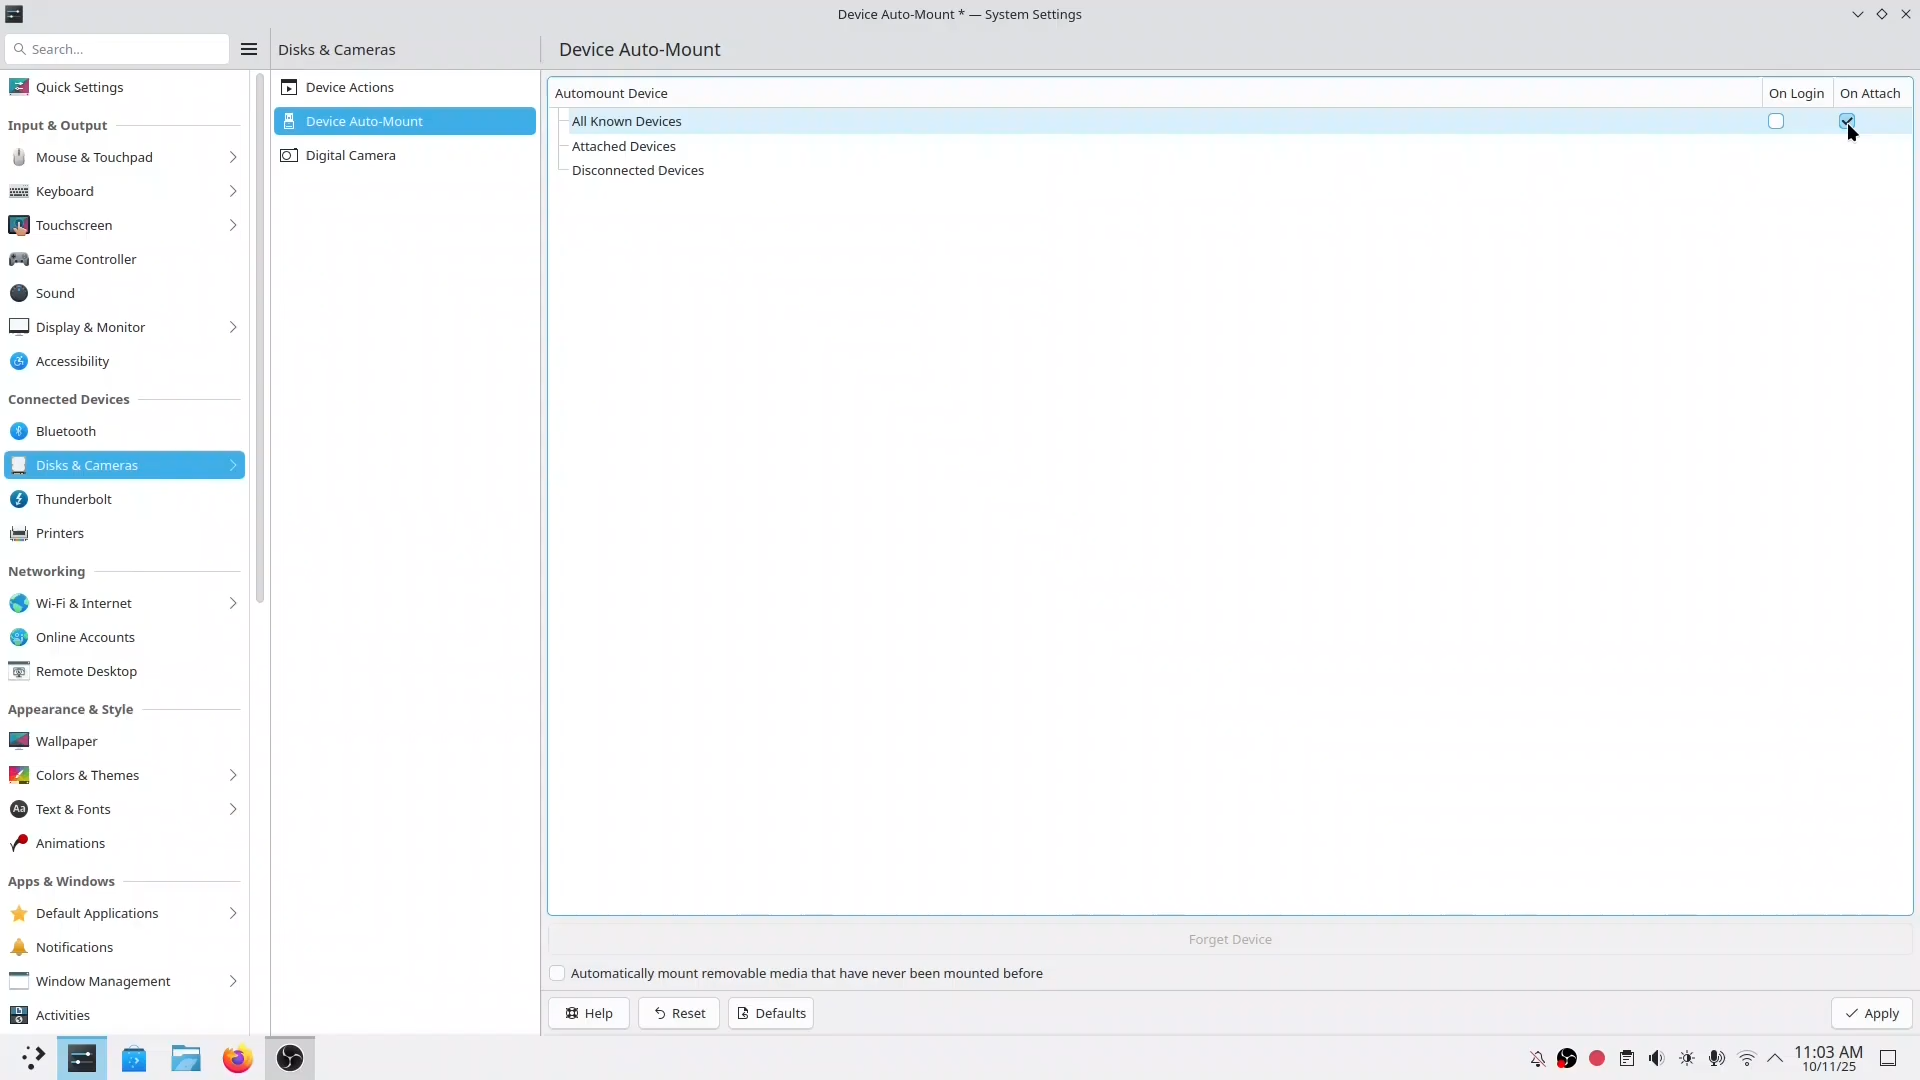 Device Auto-Mount * — System Settings
Search...
Disks & Cameras
Device Auto-Mount
Quick Settings
Input & Output
Mouse & Touchpad
Keyboard
Touchscreen
Game Controller
Sound
Display & Monitor
Accessibility
Connected Devices
Bluetooth
Disks & Cameras
Thunderbolt
Printers
Networking
Wi-Fi & Internet
Online Accounts
Remote Desktop
Appearance & Style
Wallpaper
Colors & Themes
Text & Fonts
Animations
Apps & Windows
Default Applications
Notifications
Window Management
Activities
Device Actions
Device Auto-Mount
Digital Camera
Automount Device On Login On Attach
All Known Devices
Attached Devices
Disconnected Devices
Forget Device
Automatically mount removable media that have never been mounted before
Help Reset Defaults Apply
11:03 AM
10/11/25